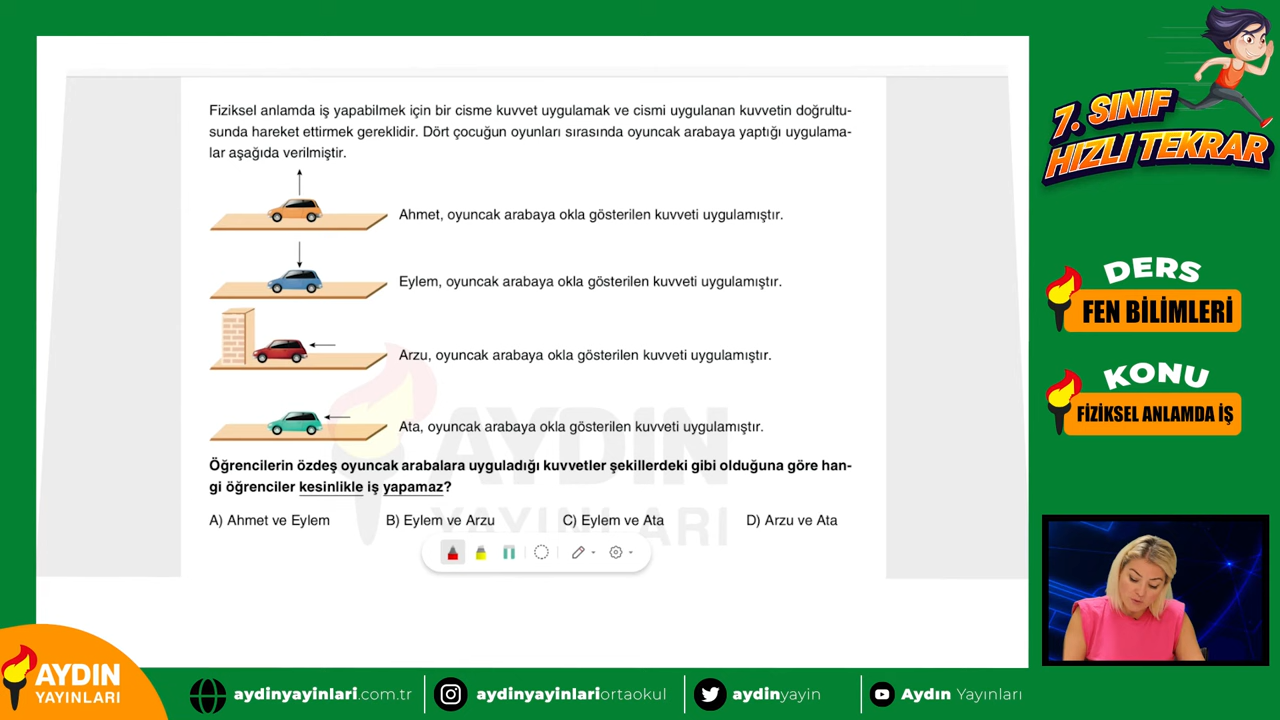 Fiziksel anlamda iş yapabilmek için bir cisme kuvvet uygulamak ve cismi uygulanan kuvvetin doğrultu-
sunda hareket ettirmek gereklidir. Dört çocuğun oyunları sırasında oyuncak arabaya yaptığı uygulama-
lar aşağıda verilmiştir.
Ahmet, oyuncak arabaya okla gösterilen kuvveti uygulamıştır.
Eylem, oyuncak arabaya okla gösterilen kuvveti uygulamıştır.
Arzu, oyuncak arabaya okla gösterilen kuvveti uygulamıştır.
Ata, oyuncak arabaya okla gösterilen kuvveti uygulamıştır.
AYDIN
YAYINLARI
Öğrencilerin özdeş oyuncak arabalara uyguladığı kuvvetler şekillerdeki gibi olduğuna göre han-
gi öğrenciler kesinlikle iş yapamaz?
A) Ahmet ve Eylem B) Eylem ve Arzu C) Eylem ve Ata D) Arzu ve Ata
7. SINIF
HIZLI TEKRAR
DERS
FEN BİLİMLERİ
KONU
FİZİKSEL ANLAMDA İŞ
AYDIN
YAYINLARI
aydinyayinlari.com.tr aydinyayinlariortaokul aydinyayin Aydın Yayınları